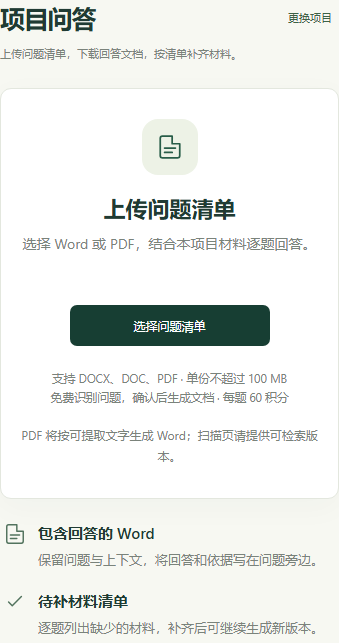 项目问答
更换项目
上传问题清单，下载回答文档，按清单补齐材料。
上传问题清单
选择 Word 或 PDF，结合本项目材料逐题回答。
选择问题清单
支持 DOCX、DOC、PDF · 单份不超过 100 MB
免费识别问题，确认后生成文档 · 每题 60 积分
PDF 将按可提取文字生成 Word；扫描页请提供可检索版
本。
包含回答的 Word
保留问题与上下文，将回答和依据写在问题旁边。
待补材料清单
逐题列出缺少的材料，补齐后可继续生成新版本。